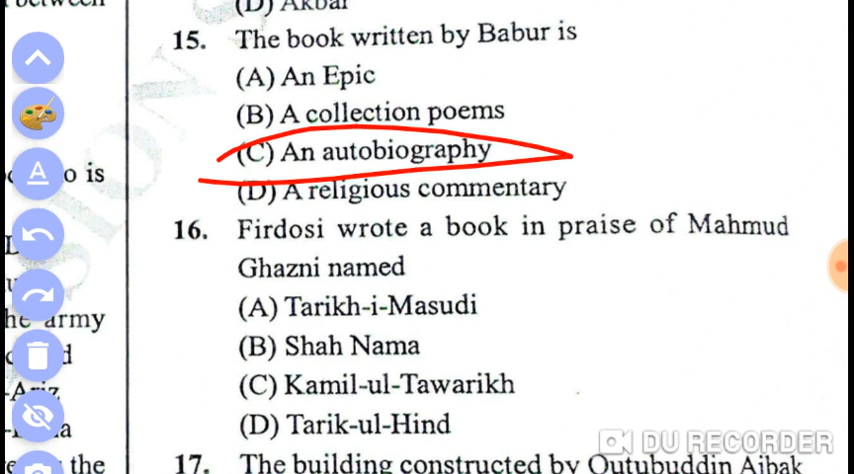 (D) Akbar
15. The book written by Babur is
(A) An Epic
(B) A collection poems
(C) An autobiography
(D) A religious commentary
16. Firdosi wrote a book in praise of Mahmud
Ghazni named
(A) Tarikh-i-Masudi
(B) Shah Nama
(C) Kamil-ul-Tawarikh
(D) Tarik-ul-Hind
17. The building constructed by Qutubuddin Aibak
o is
army
the
A
DU RECORDER